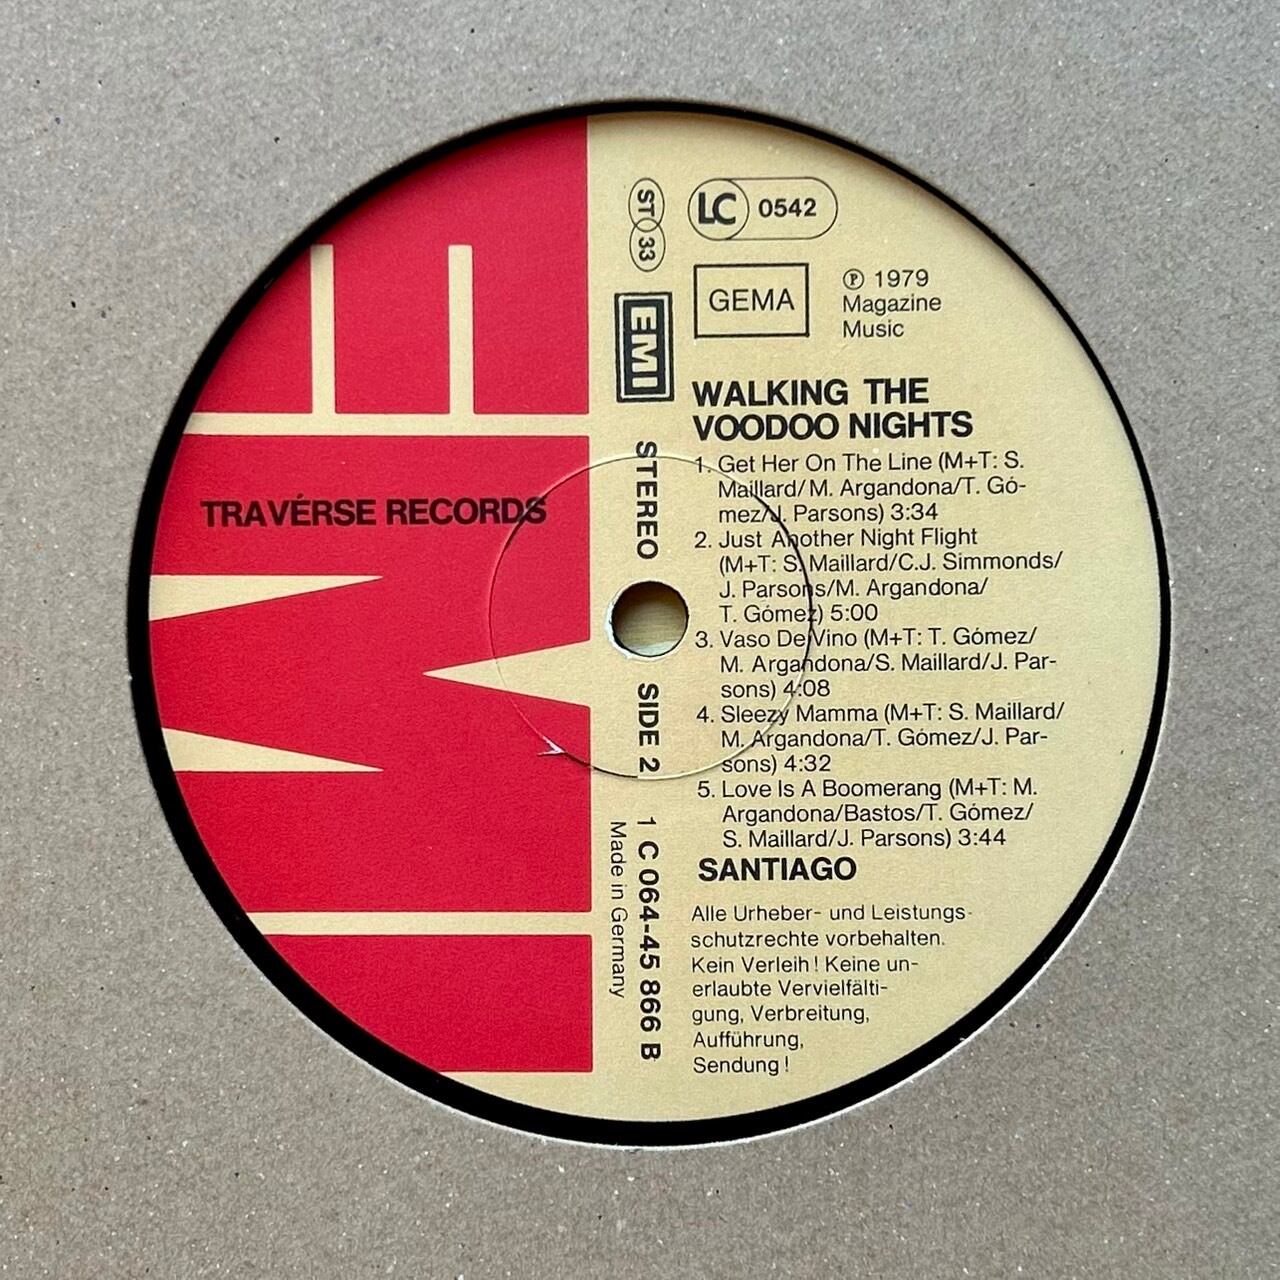 ST 33
LC 0542
EMI
GEMA
℗ 1979
Magazine
Music
WALKING THE
VOODOO NIGHTS
1. Get Her On The Line (M+T: S.
Maillard/M. Argandona/T. Gó-
mez/J. Parsons) 3:34
2. Just Another Night Flight
(M+T: S. Maillard/C.J. Simmonds/
J. Parsons/M. Argandona/
T. Gómez) 5:00
3. Vaso De Vino (M+T: T. Gómez/
M. Argandona/S. Maillard/J. Par-
sons) 4:08
4. Sleezy Mamma (M+T: S. Maillard/
M. Argandona/T. Gómez/J. Par-
sons) 4:32
5. Love Is A Boomerang (M+T: M.
Argandona/Bastos/T. Gómez/
S. Maillard/J. Parsons) 3:44
SANTIAGO
Alle Urheber- und Leistungs-
schutzrechte vorbehalten.
Kein Verleih! Keine un-
erlaubte Vervielfälti-
gung, Verbreitung,
Aufführung,
Sendung!
TRAVÉRSE RECORDS
STEREO SIDE 2 1 C 064-45 866 B
Made in Germany
EMI